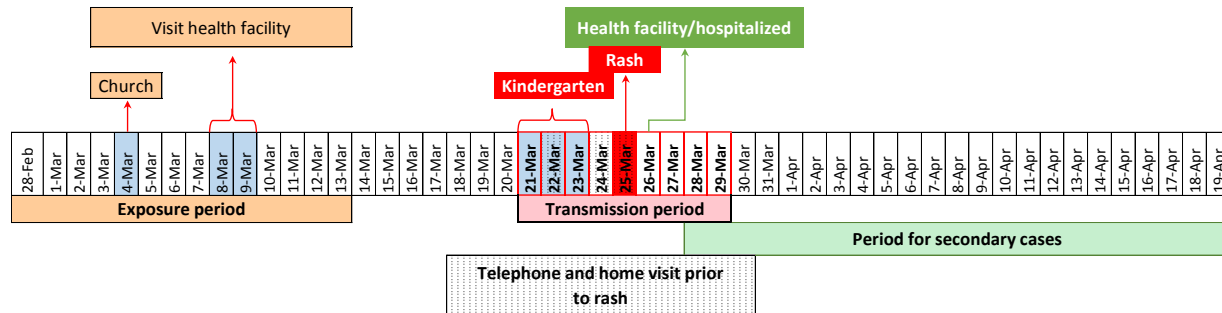 Visit health facility
Health facility/hospitalized
Rash
Church
Kindergarten
28-Feb
1-Mar
2-Mar
3-Mar
4-Mar
5-Mar
6-Mar
7-Mar
8-Mar
9-Mar
10-Mar
11-Mar
12-Mar
13-Mar
14-Mar
15-Mar
16-Mar
17-Mar
18-Mar
19-Mar
20-Mar
21-Mar
22-Mar
23-Mar
24-Mar
25-Mar
26-Mar
27-Mar
28-Mar
29-Mar
30-Mar
31-Mar
1-Apr
2-Apr
3-Apr
4-Apr
5-Apr
6-Apr
7-Apr
8-Apr
9-Apr
10-Apr
11-Apr
12-Apr
13-Apr
14-Apr
15-Apr
16-Apr
17-Apr
18-Apr
19-Apr
Exposure period
Transmission period
Period for secondary cases
Telephone and home visit prior
to rash